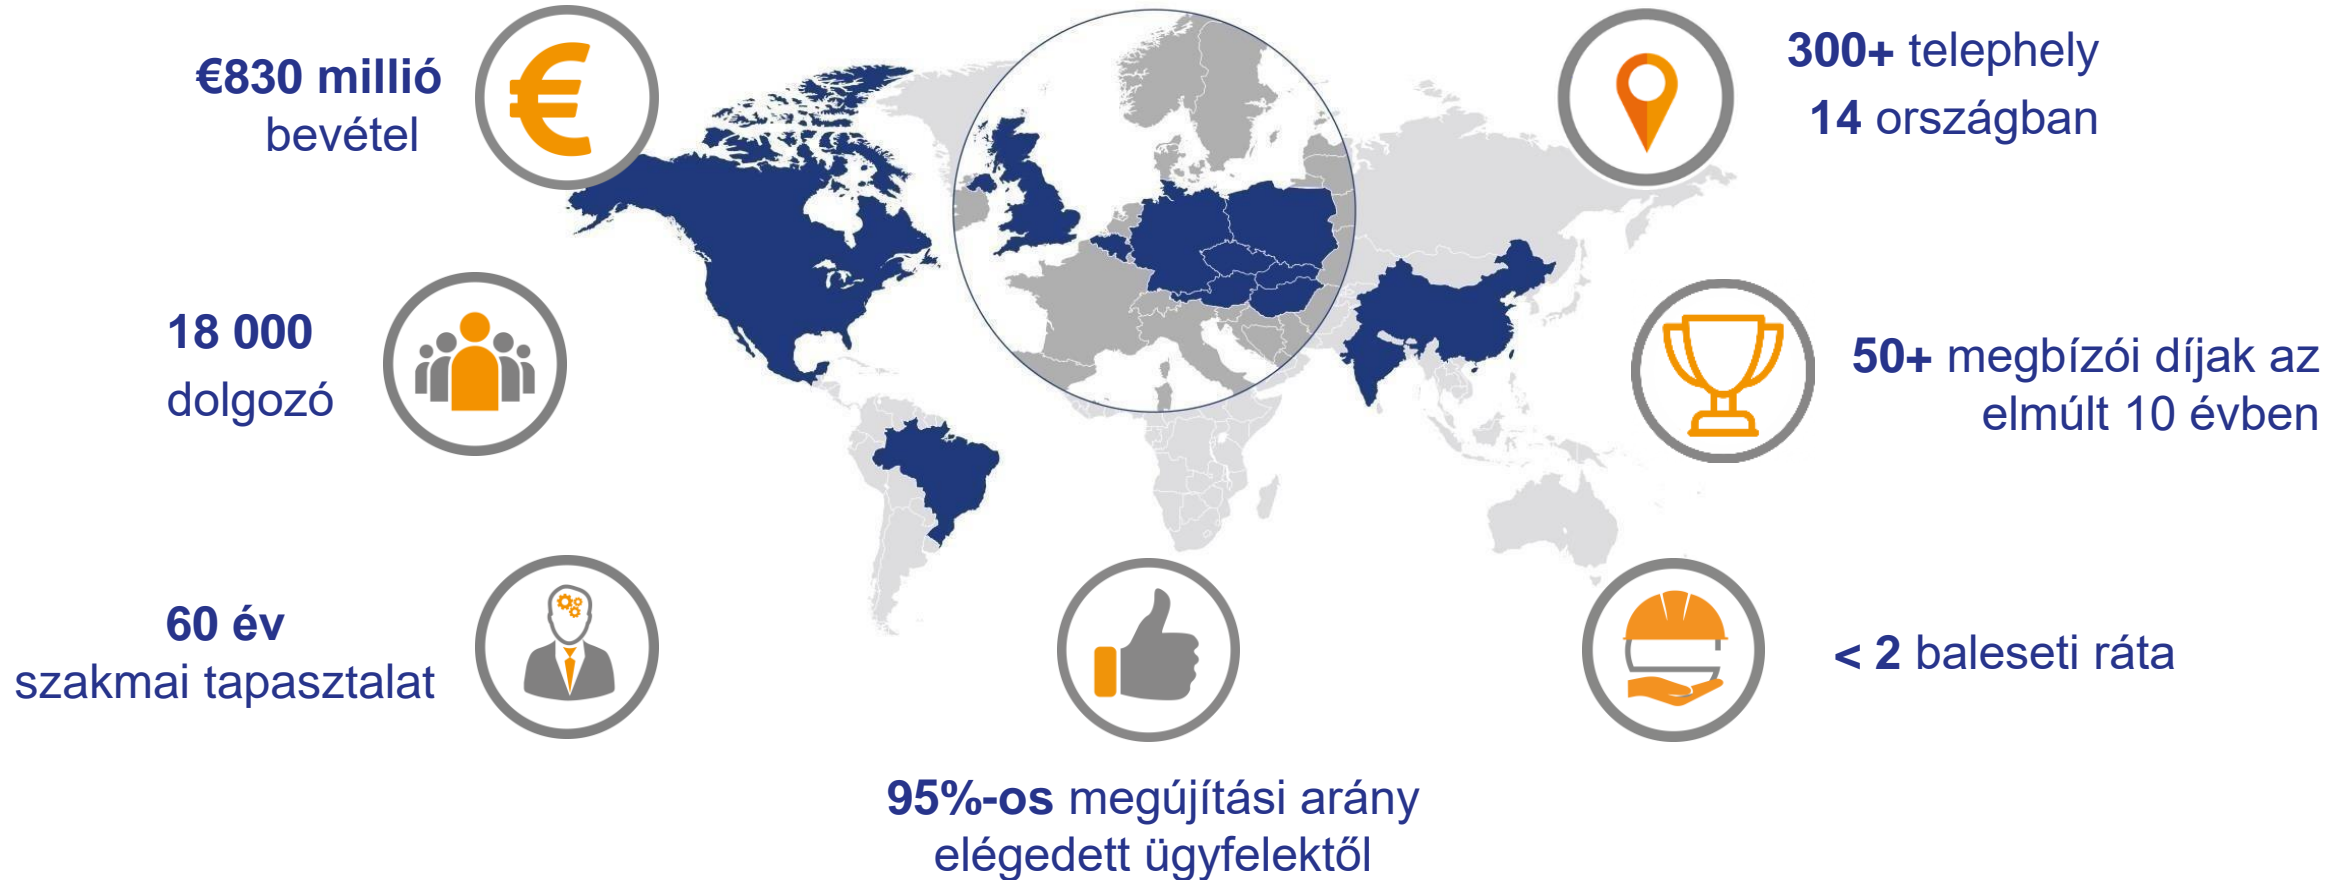 €830 millió
bevétel
300+ telephely
14 országban
18 000
dolgozó
50+ megbízói díjak az
elmúlt 10 évben
60 év
szakmai tapasztalat
< 2 baleseti ráta
95%-os megújítási arány
elégedett ügyfelektől